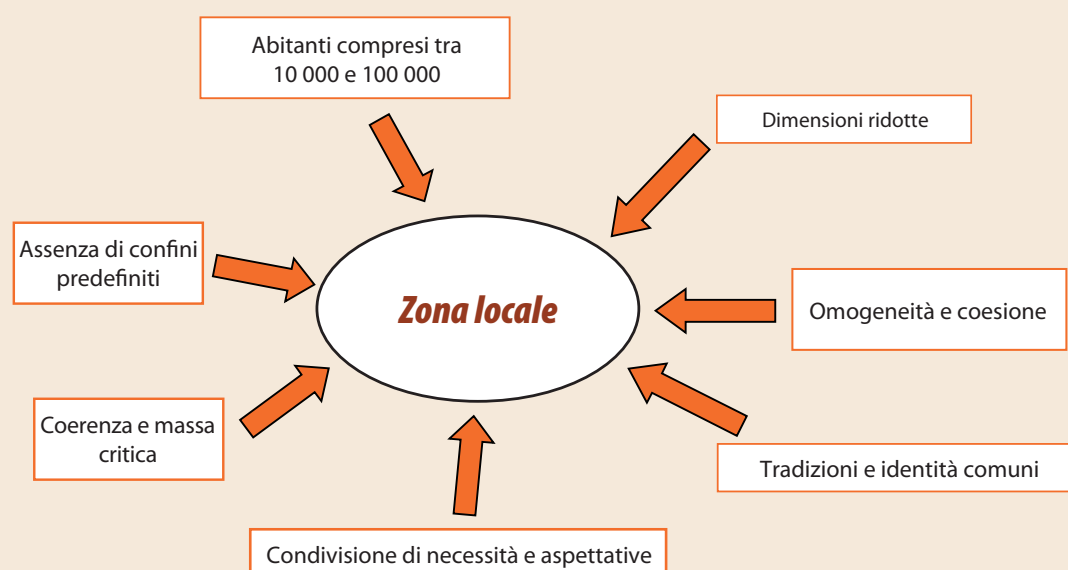 Abitanti compresi tra
10 000 e 100 000
Dimensioni ridotte
Assenza di confini
predefiniti
Zona locale
Omogeneità e coesione
Coerenza e massa
critica
Tradizioni e identità comuni
Condivisione di necessità e aspettative